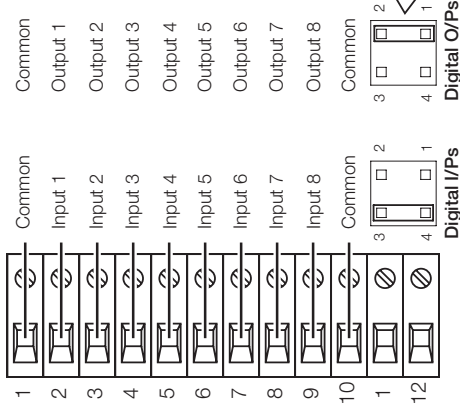 1 Common Common
2 Input 1 Output 1
3 Input 2 Output 2
4 Input 3 Output 3
5 Input 4 Output 4
6 Input 5 Output 5
7 Input 6 Output 6
8 Input 7 Output 7
9 Input 8 Output 8
10 Common Common
1 3 2 3 2
12 4 1 4 1
Digital I/Ps Digital O/Ps